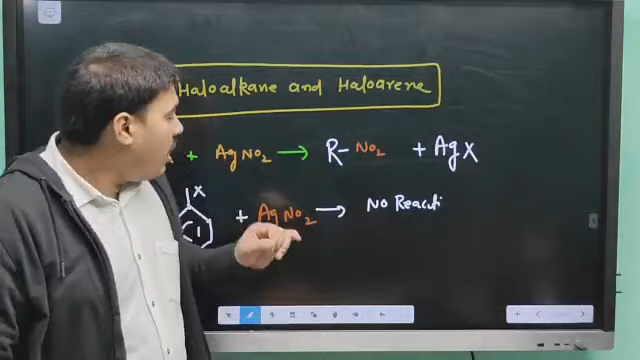 Haloalkane and Haloarene
+ AgNO2 → R-NO2 + AgX
X
+ AgNO2 → No Reacti